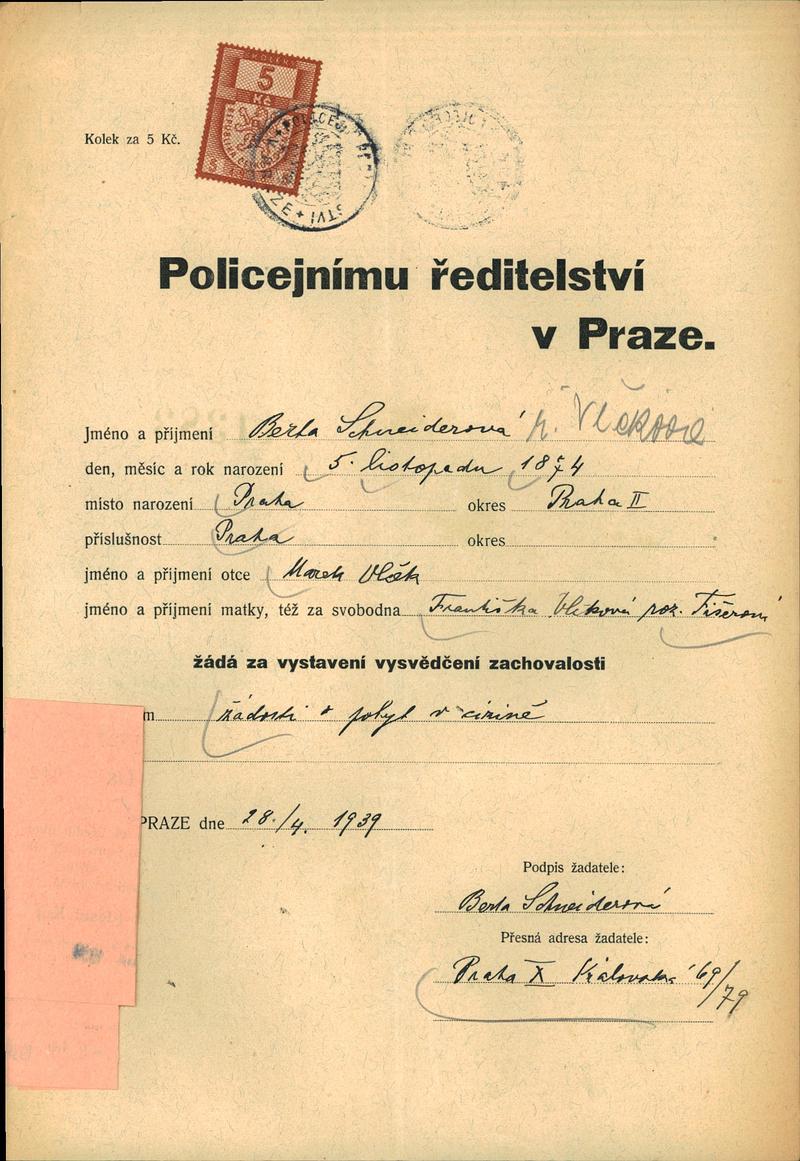 5
Kč
Kolek za 5 Kč.
Policejnímu ředitelství
v Praze.
Jméno a příjmení Berta Schneiderová r. Vlčková
den, měsíc a rok narození 5. listopadu 1874
místo narození Praha okres Praha II
příslušnost Praha okres
jméno a příjmení otce Marek Vlček
jméno a příjmení matky, též za svobodna Františka Vlčková roz. Fišerová
žádá za vystavení vysvědčení zachovalosti
m žádosti o pobyt v cizině
PRAZE dne 28./4. 1939
Podpis žadatele:
Berta Schneiderová
Přesná adresa žadatele:
Praha X Královská 69/79